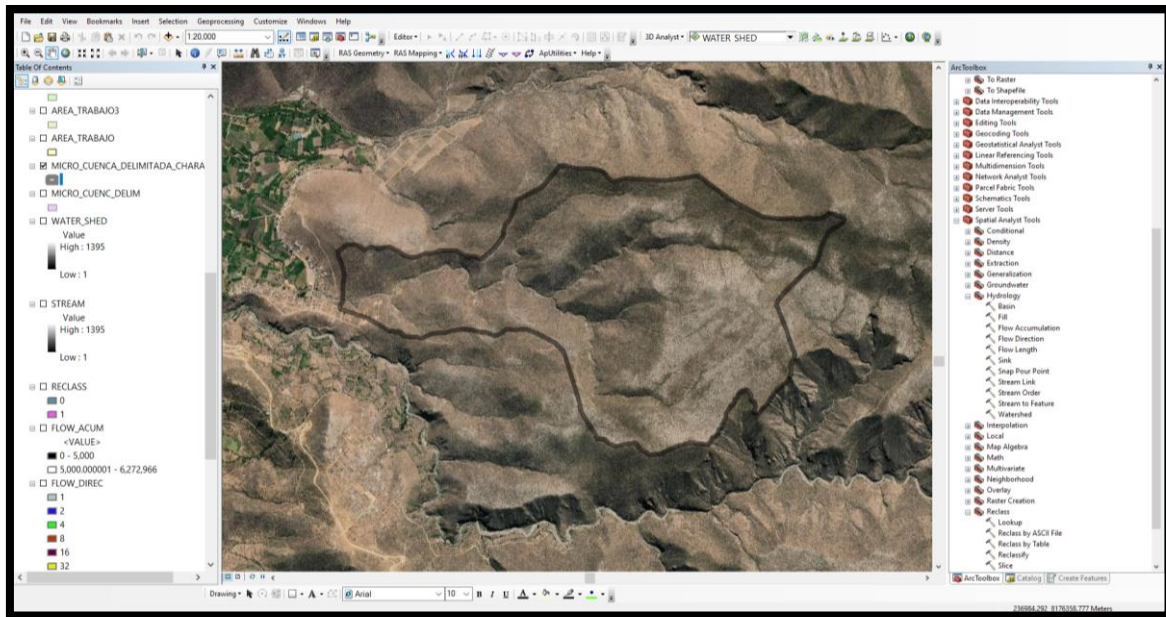 File Edit View Bookmarks Insert Selection Geoprocessing Customize Windows Help
1:20.000 Editor 3D Analyst WATER SHED
RAS Geometry RAS Mapping ApUtilities Help
Table Of Contents
AREA_TRABAJO3
AREA_TRABAJO
MICRO_CUENCA_DELIMITADA_CHARA
MICRO_CUENC_DELIM
WATER_SHED
Value
High : 1395
Low : 1
STREAM
Value
High : 1395
Low : 1
RECLASS
0
1
FLOW_ACUM
<VALUE>
0 - 5,000
5,000.000001 - 6,272,966
FLOW_DIREC
1
2
4
8
16
32
ArcToolbox
To Raster
To Shapefile
Data Interoperability Tools
Data Management Tools
Editing Tools
Geocoding Tools
Geostatistical Analyst Tools
Linear Referencing Tools
Multidimension Tools
Network Analyst Tools
Parcel Fabric Tools
Schematics Tools
Server Tools
Spatial Analyst Tools
Conditional
Density
Distance
Extraction
Generalization
Groundwater
Hydrology
Basin
Fill
Flow Accumulation
Flow Direction
Flow Length
Sink
Snap Pour Point
Stream Link
Stream Order
Stream to Feature
Watershed
Interpolation
Local
Map Algebra
Math
Multivariate
Neighborhood
Overlay
Raster Creation
Reclass
Lookup
Reclass by ASCII File
Reclass by Table
Reclassify
Slice
ArcToolbox Catalog Create Features
Drawing A Arial 10 B I U A
236984,292 8176358,777 Meters